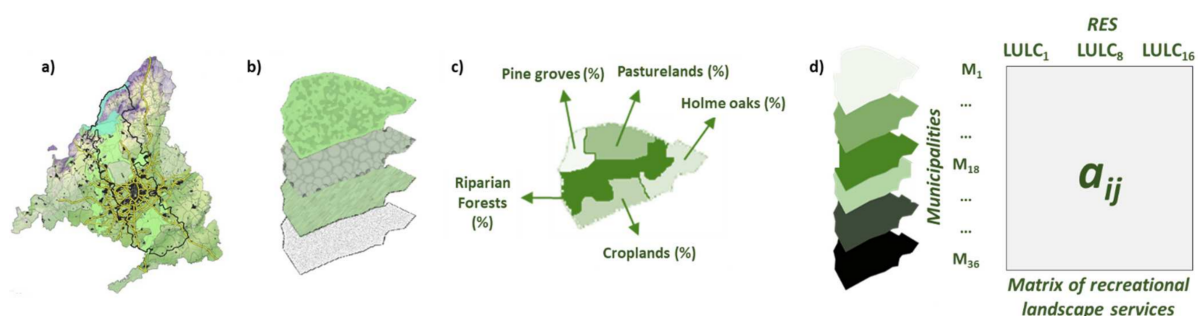 a)
b)
c)
Pine groves (%)
Pasturelands (%)
Holme oaks (%)
Riparian
Forests
(%)
Croplands (%)
d)
M1
...
...
M18
...
...
M36
Municipalities
RES
LULC1 LULC8 LULC16
aij
Matrix of recreational
landscape services